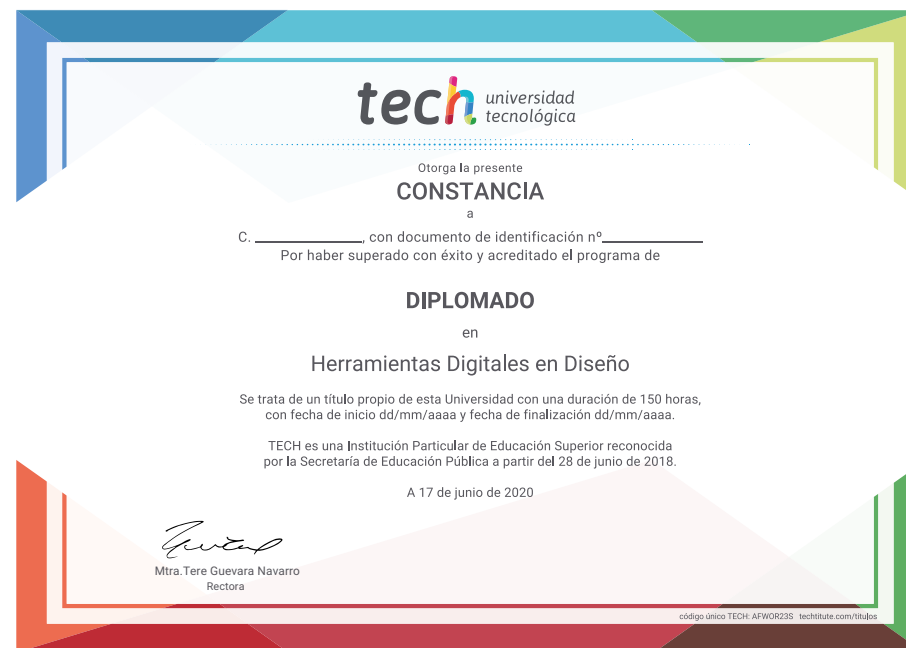 tech universidad
tecnológica
Otorga la presente
CONSTANCIA
a
C. ____________, con documento de identificación nº____________
Por haber superado con éxito y acreditado el programa de
DIPLOMADO
en
Herramientas Digitales en Diseño
Se trata de un título propio de esta Universidad con una duración de 150 horas,
con fecha de inicio dd/mm/aaaa y fecha de finalización dd/mm/aaaa.
TECH es una Institución Particular de Educación Superior reconocida
por la Secretaría de Educación Pública a partir del 28 de junio de 2018.
A 17 de junio de 2020
Mtra.Tere Guevara Navarro
Rectora
código único TECH: AFWOR23S techtitute.com/titulos